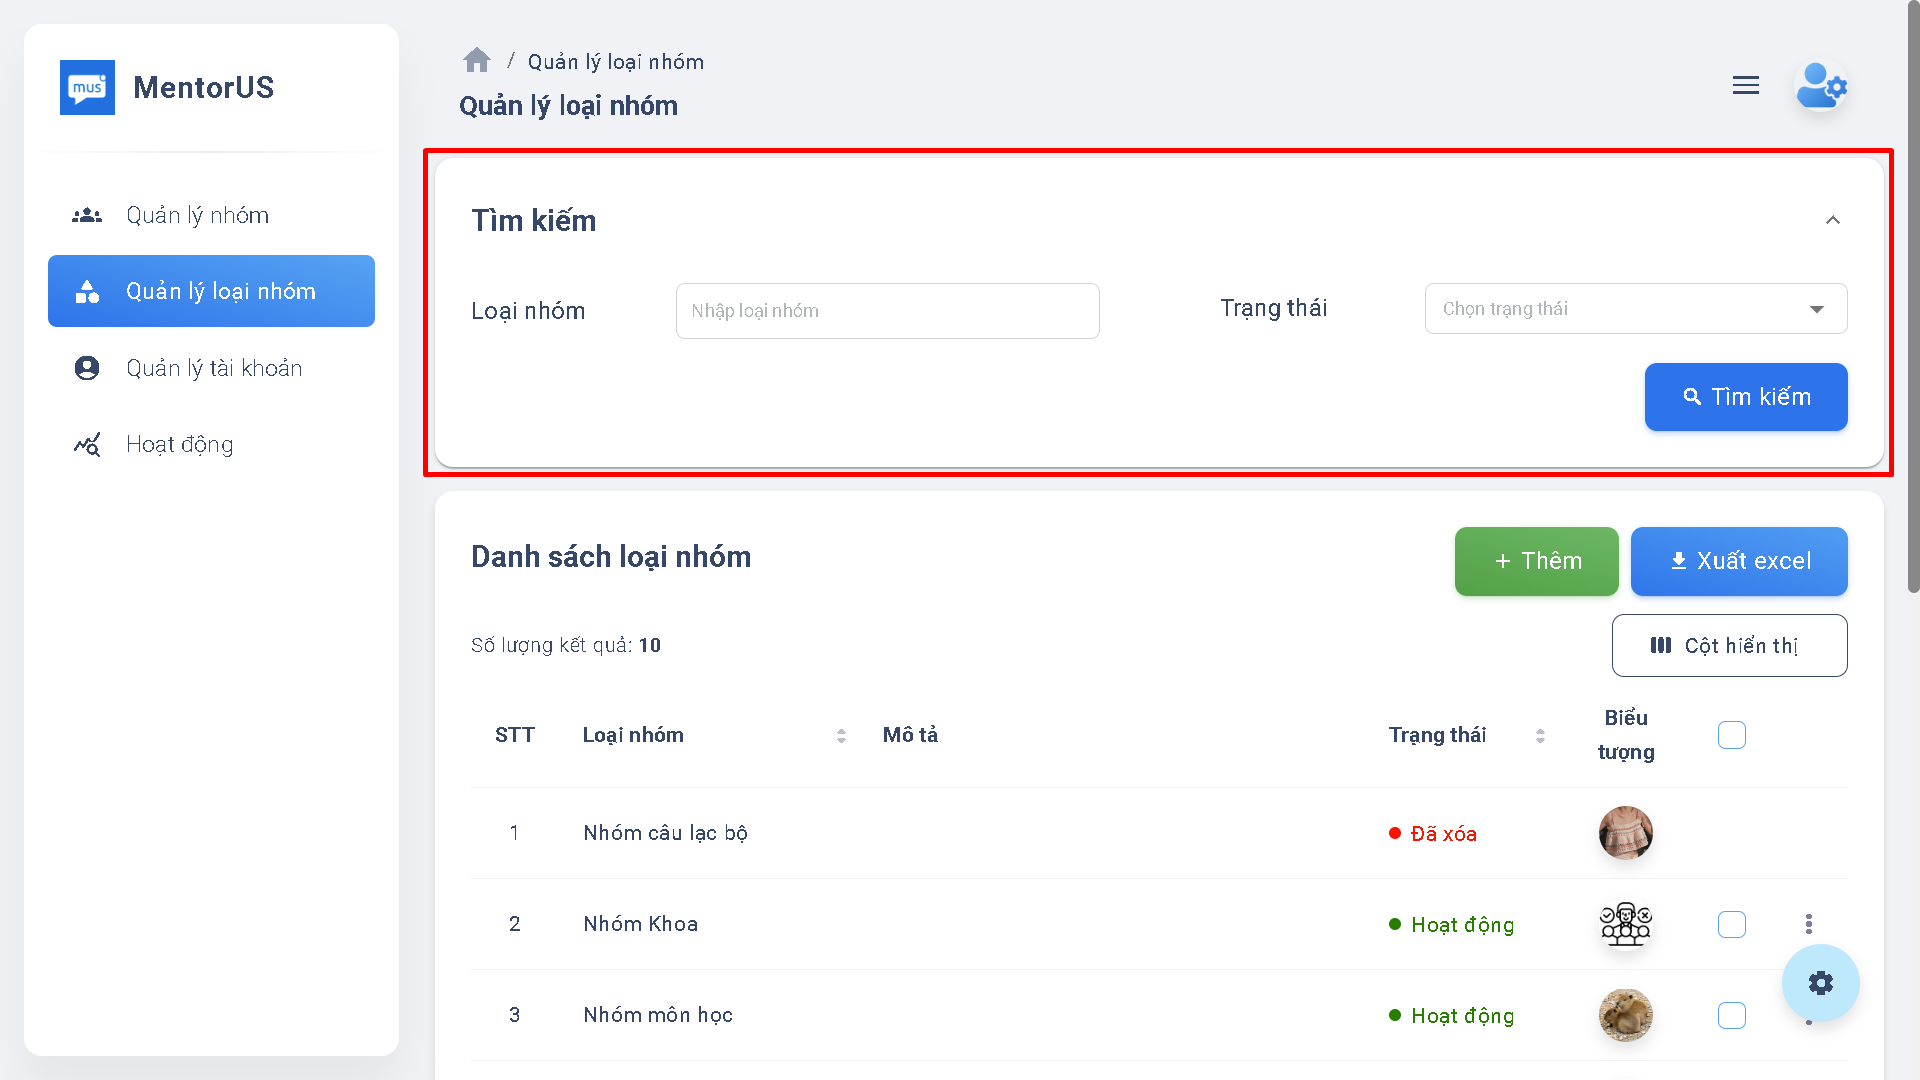 mus
MentorUS
/ Quản lý loại nhóm
Quản lý loại nhóm
Quản lý nhóm
Quản lý loại nhóm
Quản lý tài khoản
Hoạt động
Tìm kiếm
Loại nhóm
Nhập loại nhóm
Trạng thái
Chọn trạng thái
Tìm kiếm
Danh sách loại nhóm
+ Thêm
Xuất excel
Số lượng kết quả: 10
Cột hiển thị
STT Loại nhóm Mô tả Trạng thái Biểu tượng
1 Nhóm câu lạc bộ Đã xóa
2 Nhóm Khoa Hoạt động
3 Nhóm môn học Hoạt động